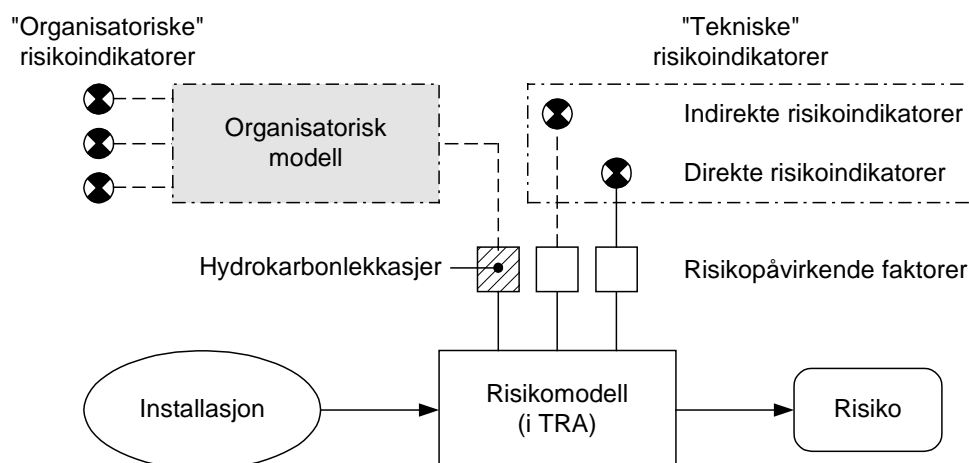 "Organisatoriske"
risikoindikatorer
"Tekniske"
risikoindikatorer
Organisatorisk
modell
Indirekte risikoindikatorer
Direkte risikoindikatorer
Hydrokarbonlekkasjer
Risikopåvirkende faktorer
Installasjon
Risikomodell
(i TRA)
Risiko